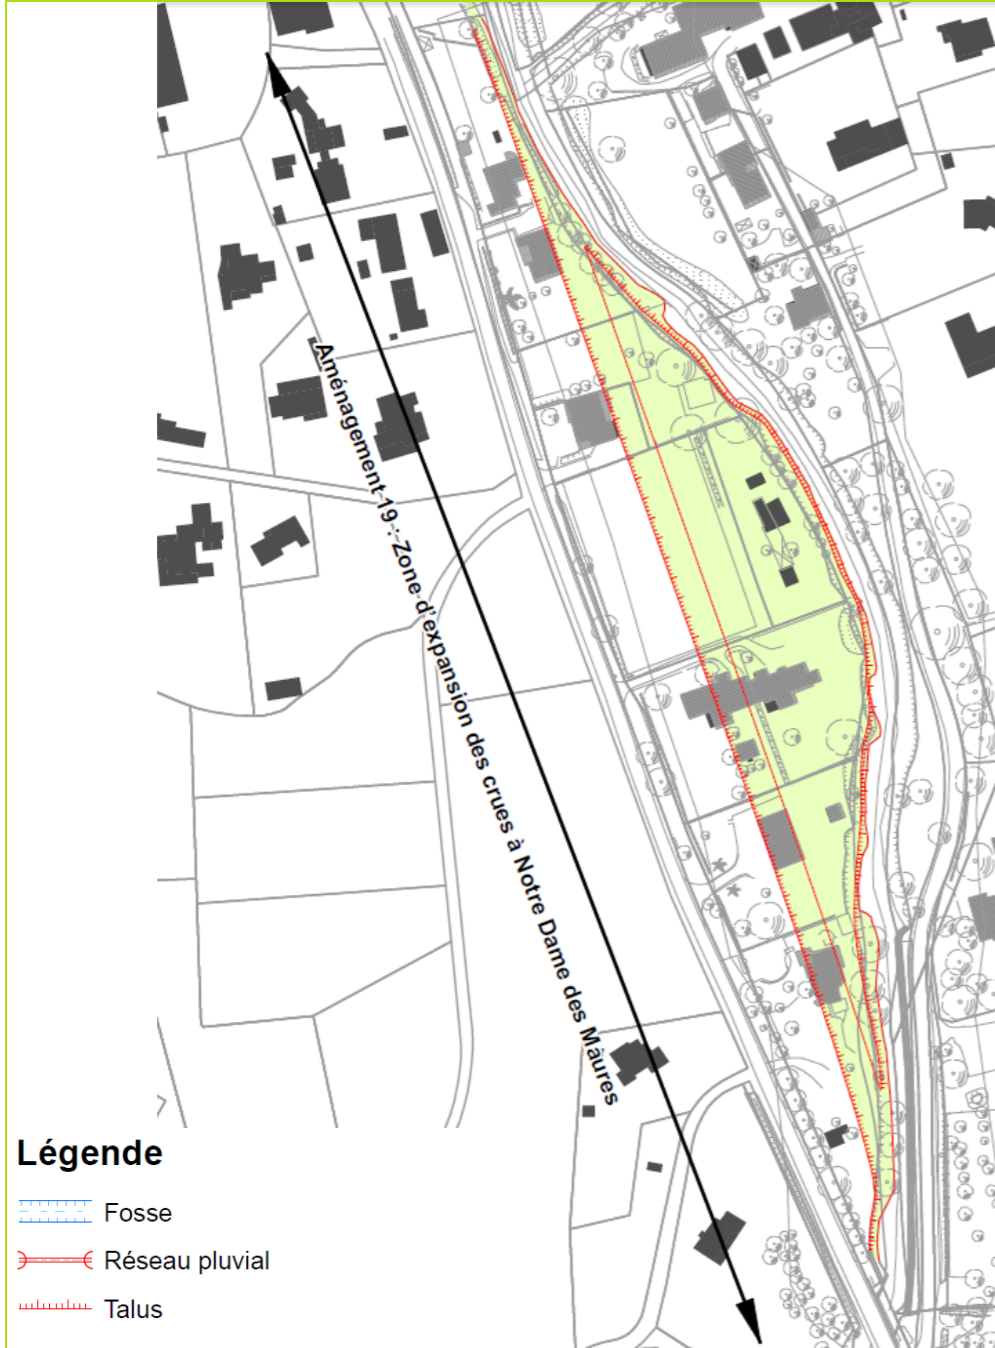 Aménagement 19 : Zone d'expansion des crues à Notre Dame des Maures
Légende
Fosse
Réseau pluvial
Talus